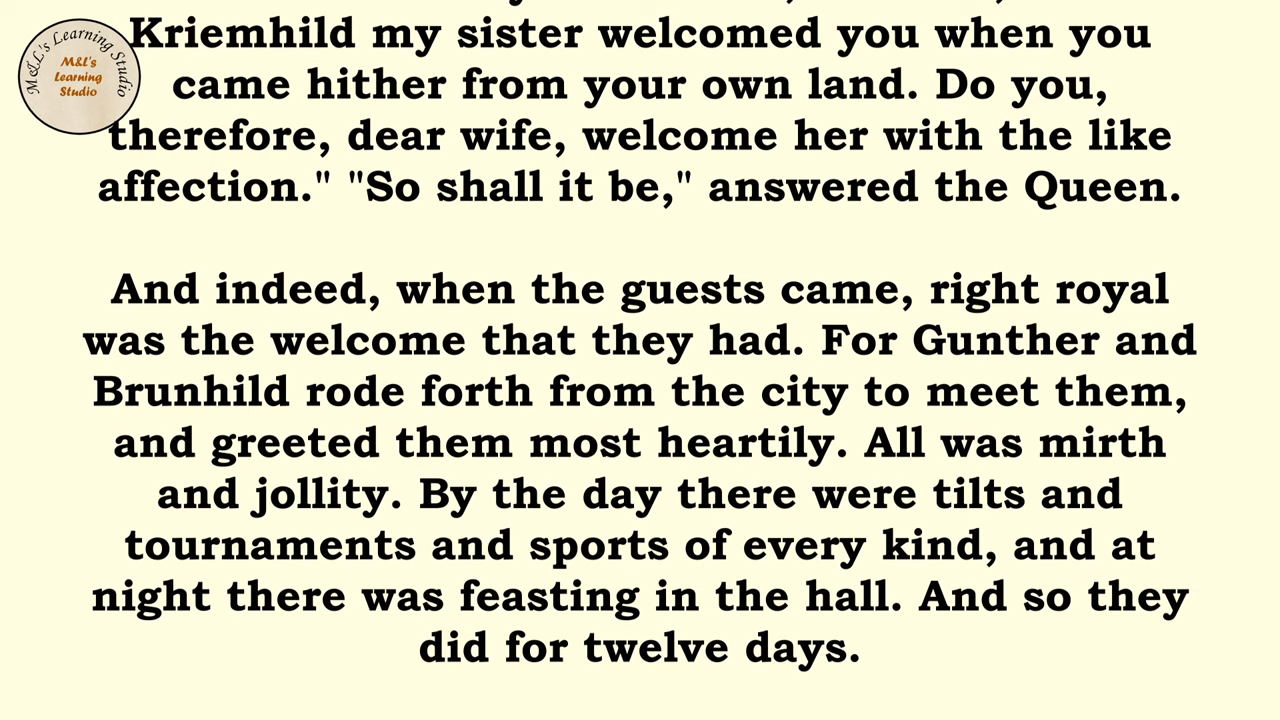 M&L's Learning Studio
M&L's
Learning
Studio
Kriemhild my sister welcomed you when you
came hither from your own land. Do you,
therefore, dear wife, welcome her with the like
affection." "So shall it be," answered the Queen.
And indeed, when the guests came, right royal
was the welcome that they had. For Gunther and
Brunhild rode forth from the city to meet them,
and greeted them most heartily. All was mirth
and jollity. By the day there were tilts and
tournaments and sports of every kind, and at
night there was feasting in the hall. And so they
did for twelve days.